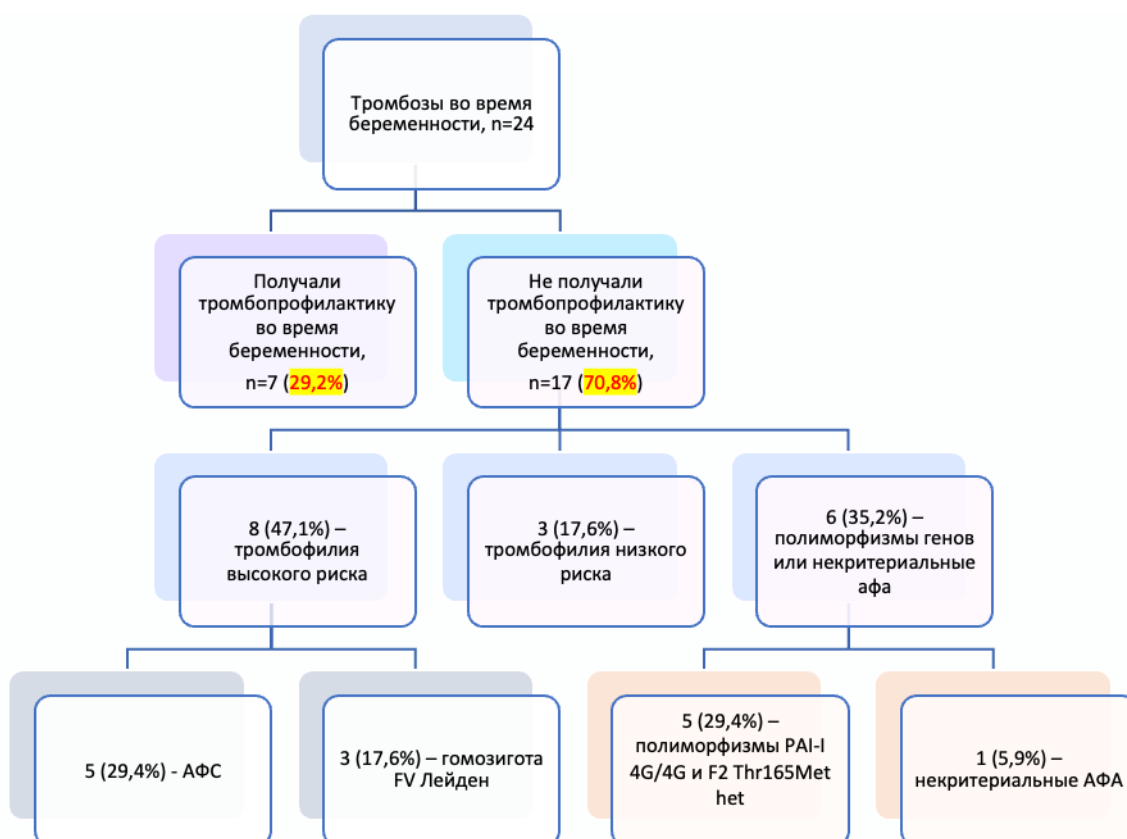 Тромбозы во время
беременности, n=24
Получали
тромбопрофилактику
во время
беременности,
n=7 (29,2%)
Не получали
тромбопрофилактику
во время
беременности,
n=17 (70,8%)
8 (47,1%) –
тромбофилия
высокого риска
3 (17,6%) –
тромбофилия низкого
риска
6 (35,2%) –
полиморфизмы генов
или некритериальные
афа
5 (29,4%) - АФС
3 (17,6%) – гомозигота
FV Лейден
5 (29,4%) –
полиморфизмы PAI-I
4G/4G и F2 Thr165Met
het
1 (5,9%) –
некритериальные АФА